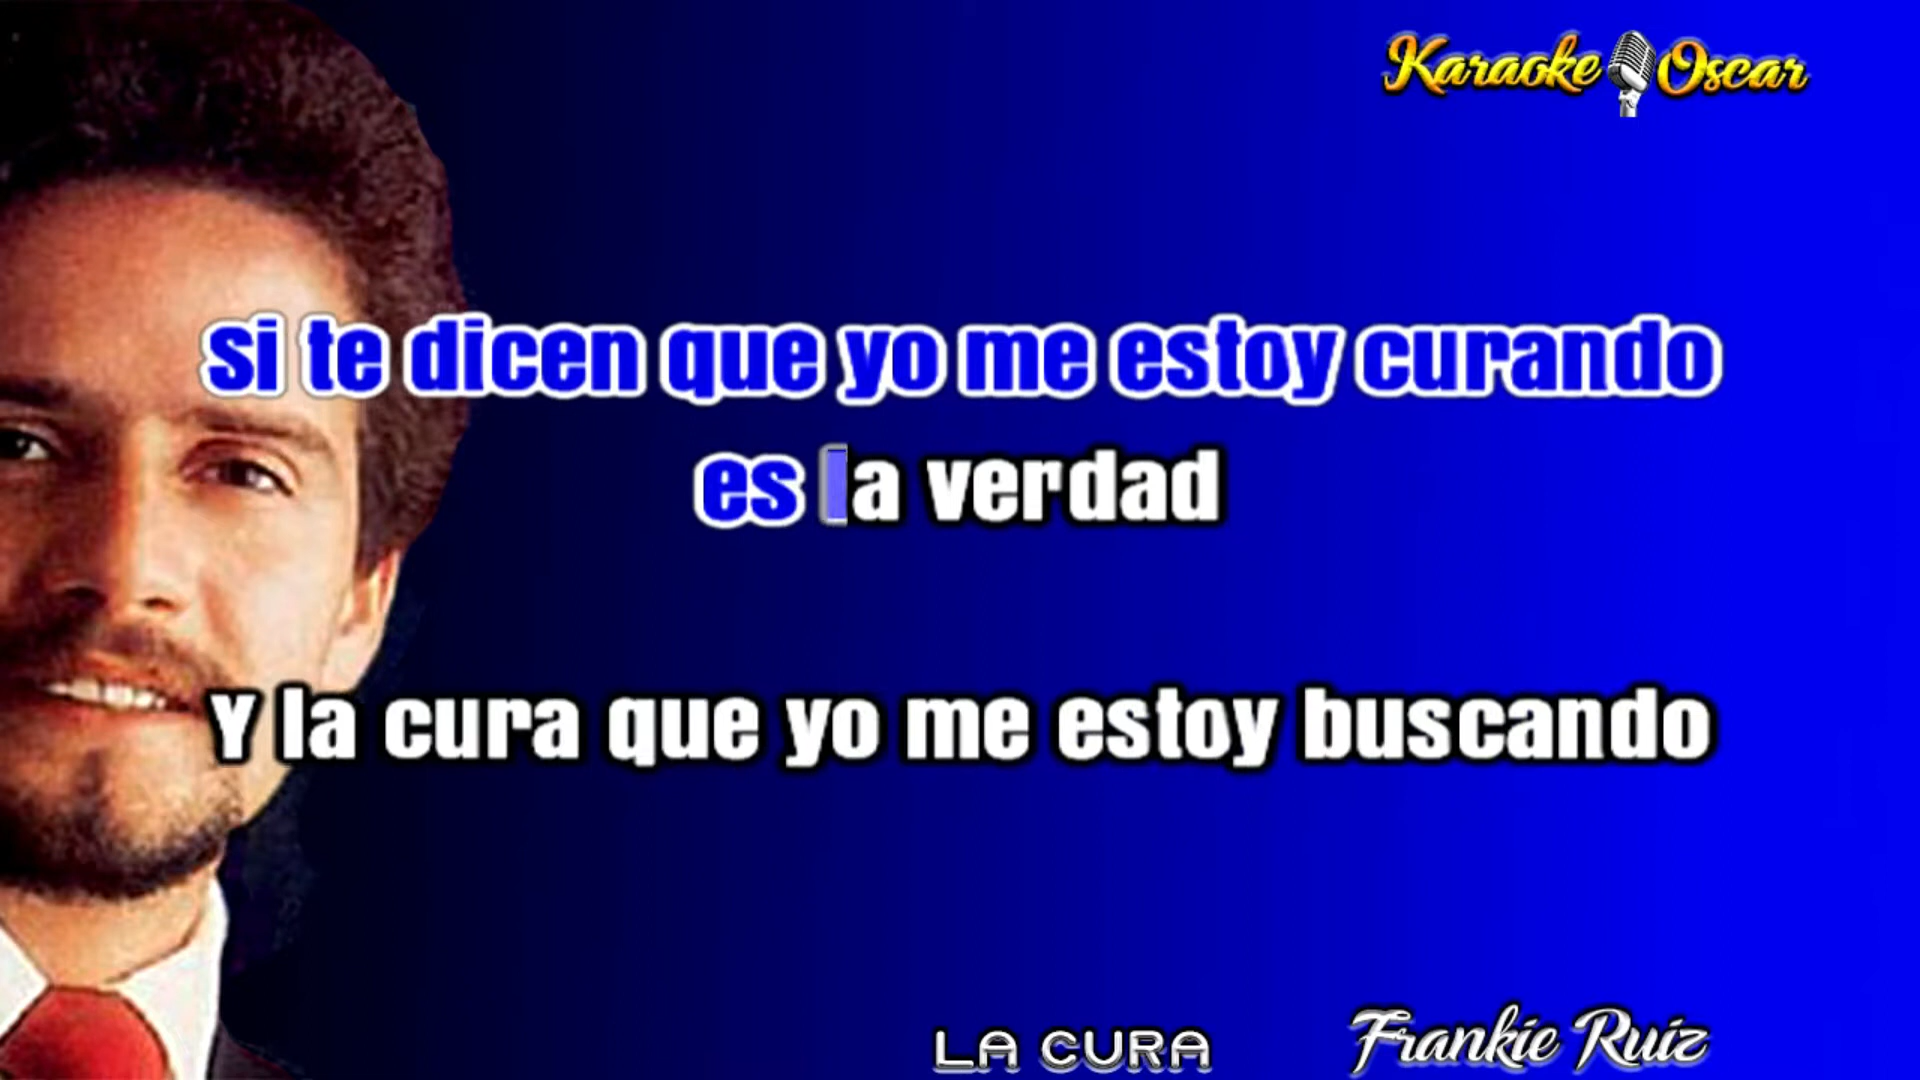 Karaoke Oscar
si te dicen que yo me estoy curando
es la verdad
Y la cura que yo me estoy buscando
LA CURA
Frankie Ruiz